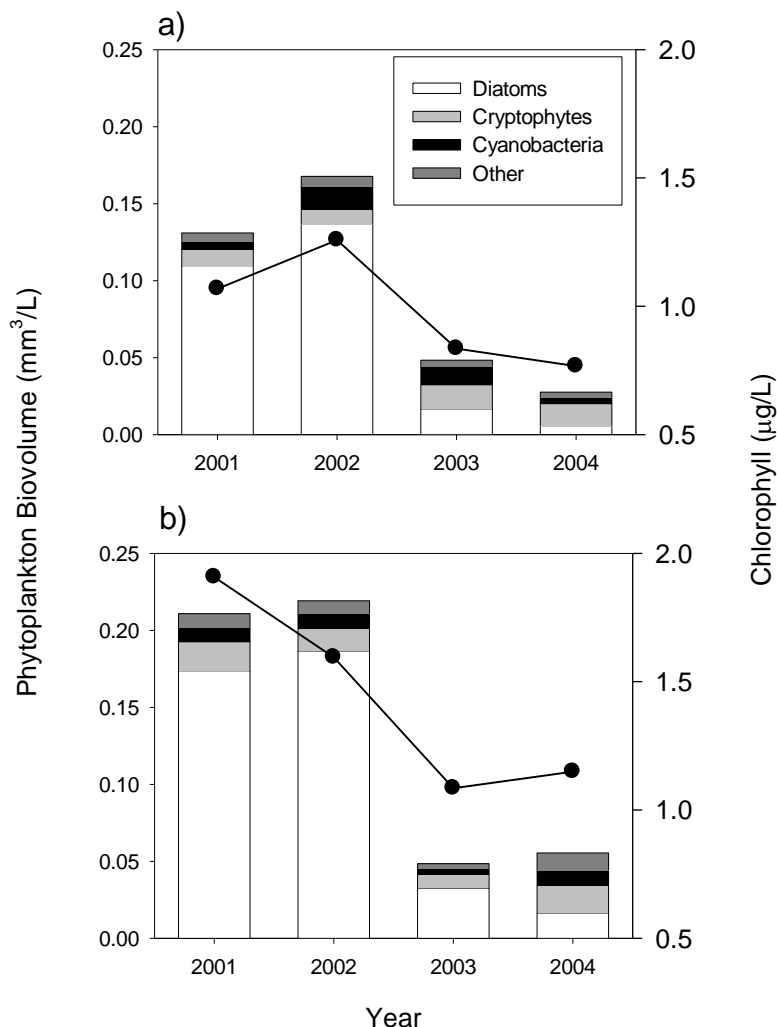 a)
0.25
0.20
0.15
0.10
0.05
0.00
2.0
1.5
1.0
0.5
Diatoms
Cryptophytes
Cyanobacteria
Other
2001 2002 2003 2004
Phytoplankton Biovolume (mm³/L)
Chlorophyll (µg/L)
b)
0.25
0.20
0.15
0.10
0.05
0.00
2.0
1.5
1.0
0.5
2001 2002 2003 2004
Year